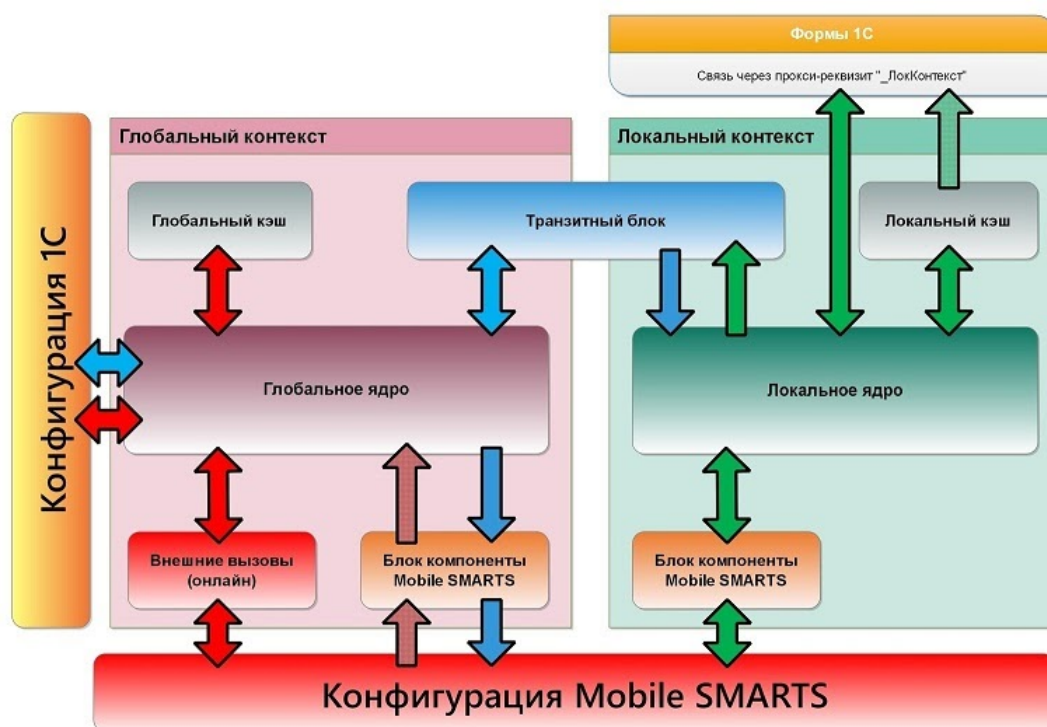 Формы 1С
Связь через прокси-реквизит "_ЛокКонтекст"
Конфигурация 1С
Глобальный контекст
Локальный контекст
Глобальный кэш
Транзитный блок
Локальный кэш
Глобальное ядро
Локальное ядро
Внешние вызовы
(онлайн)
Блок компоненты
Mobile SMARTS
Блок компоненты
Mobile SMARTS
Конфигурация Mobile SMARTS